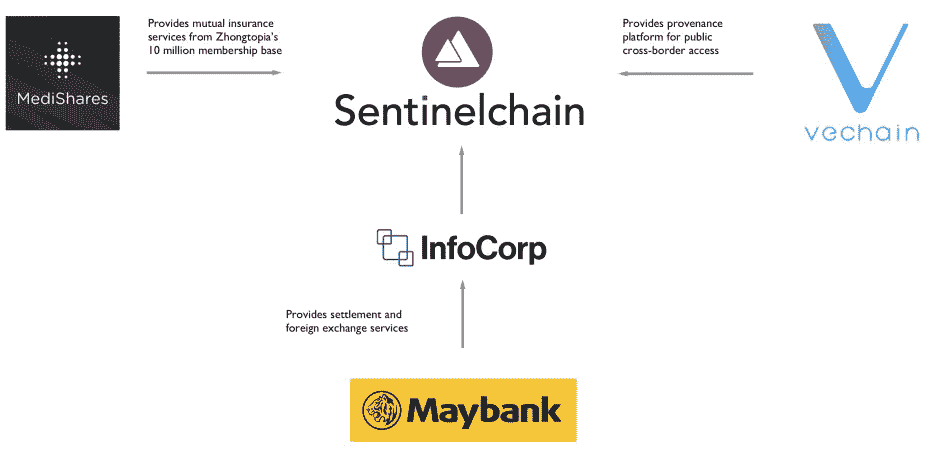 Provides mutual insurance
services from Zhongtopia's
10 million membership base
Provides provenance
platform for public
cross-border access
MediShares
Sentinelchain
vechain
InfoCorp
Provides settlement and
foreign exchange services
Maybank